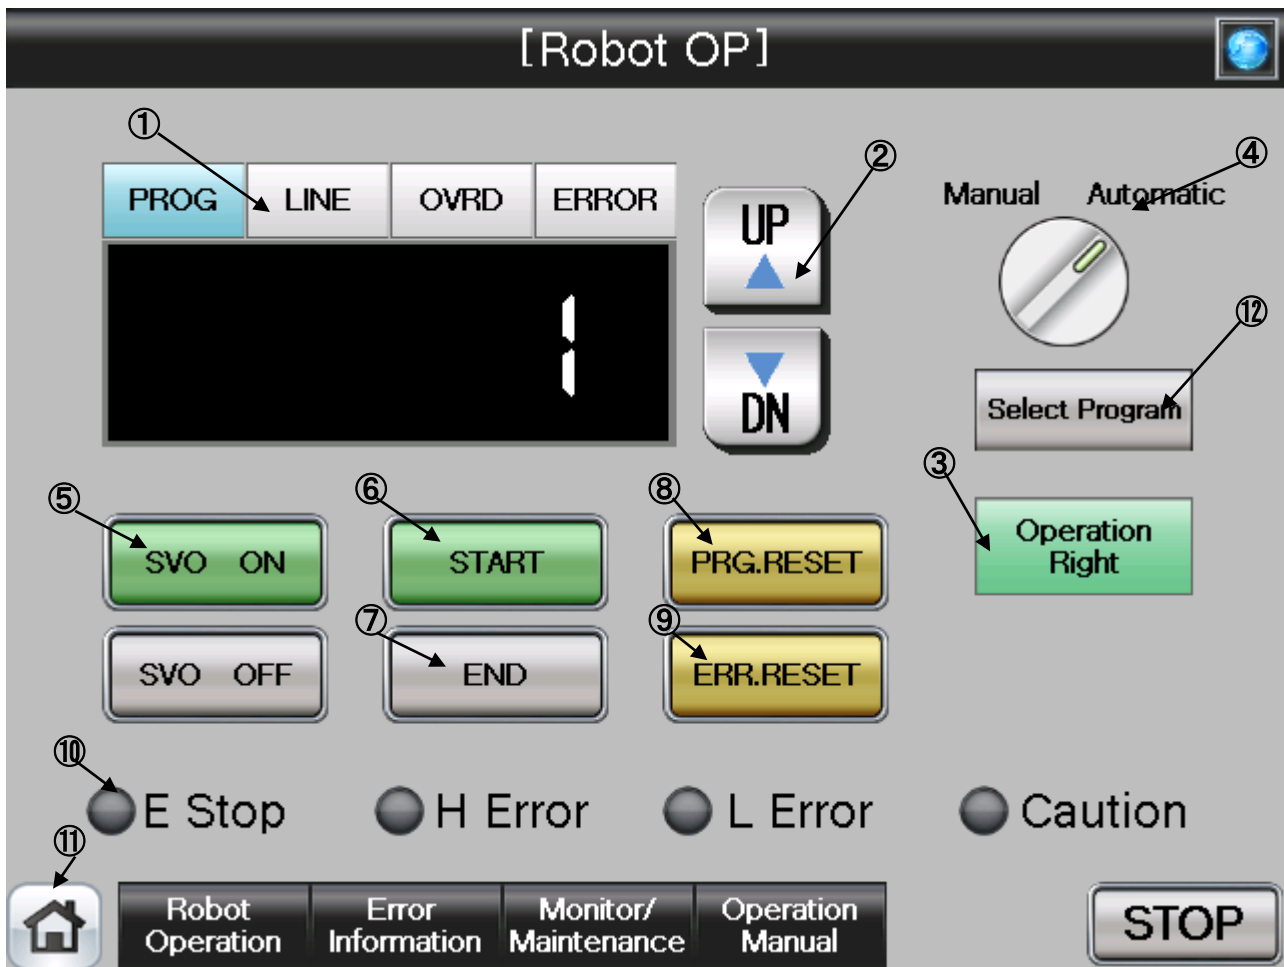 [Robot OP]
①
②
④
PROG LINE OVRD ERROR
Manual Automatic
UP
1
⑫
DN
Select Program
③
⑤ ⑥ ⑧
Operation
Right
SVO ON START PRG.RESET
⑦ ⑨
SVO OFF END ERR.RESET
⑩
E Stop H Error L Error Caution
⑪
Robot
Operation
Error
Information
Monitor/
Maintenance
Operation
Manual
STOP